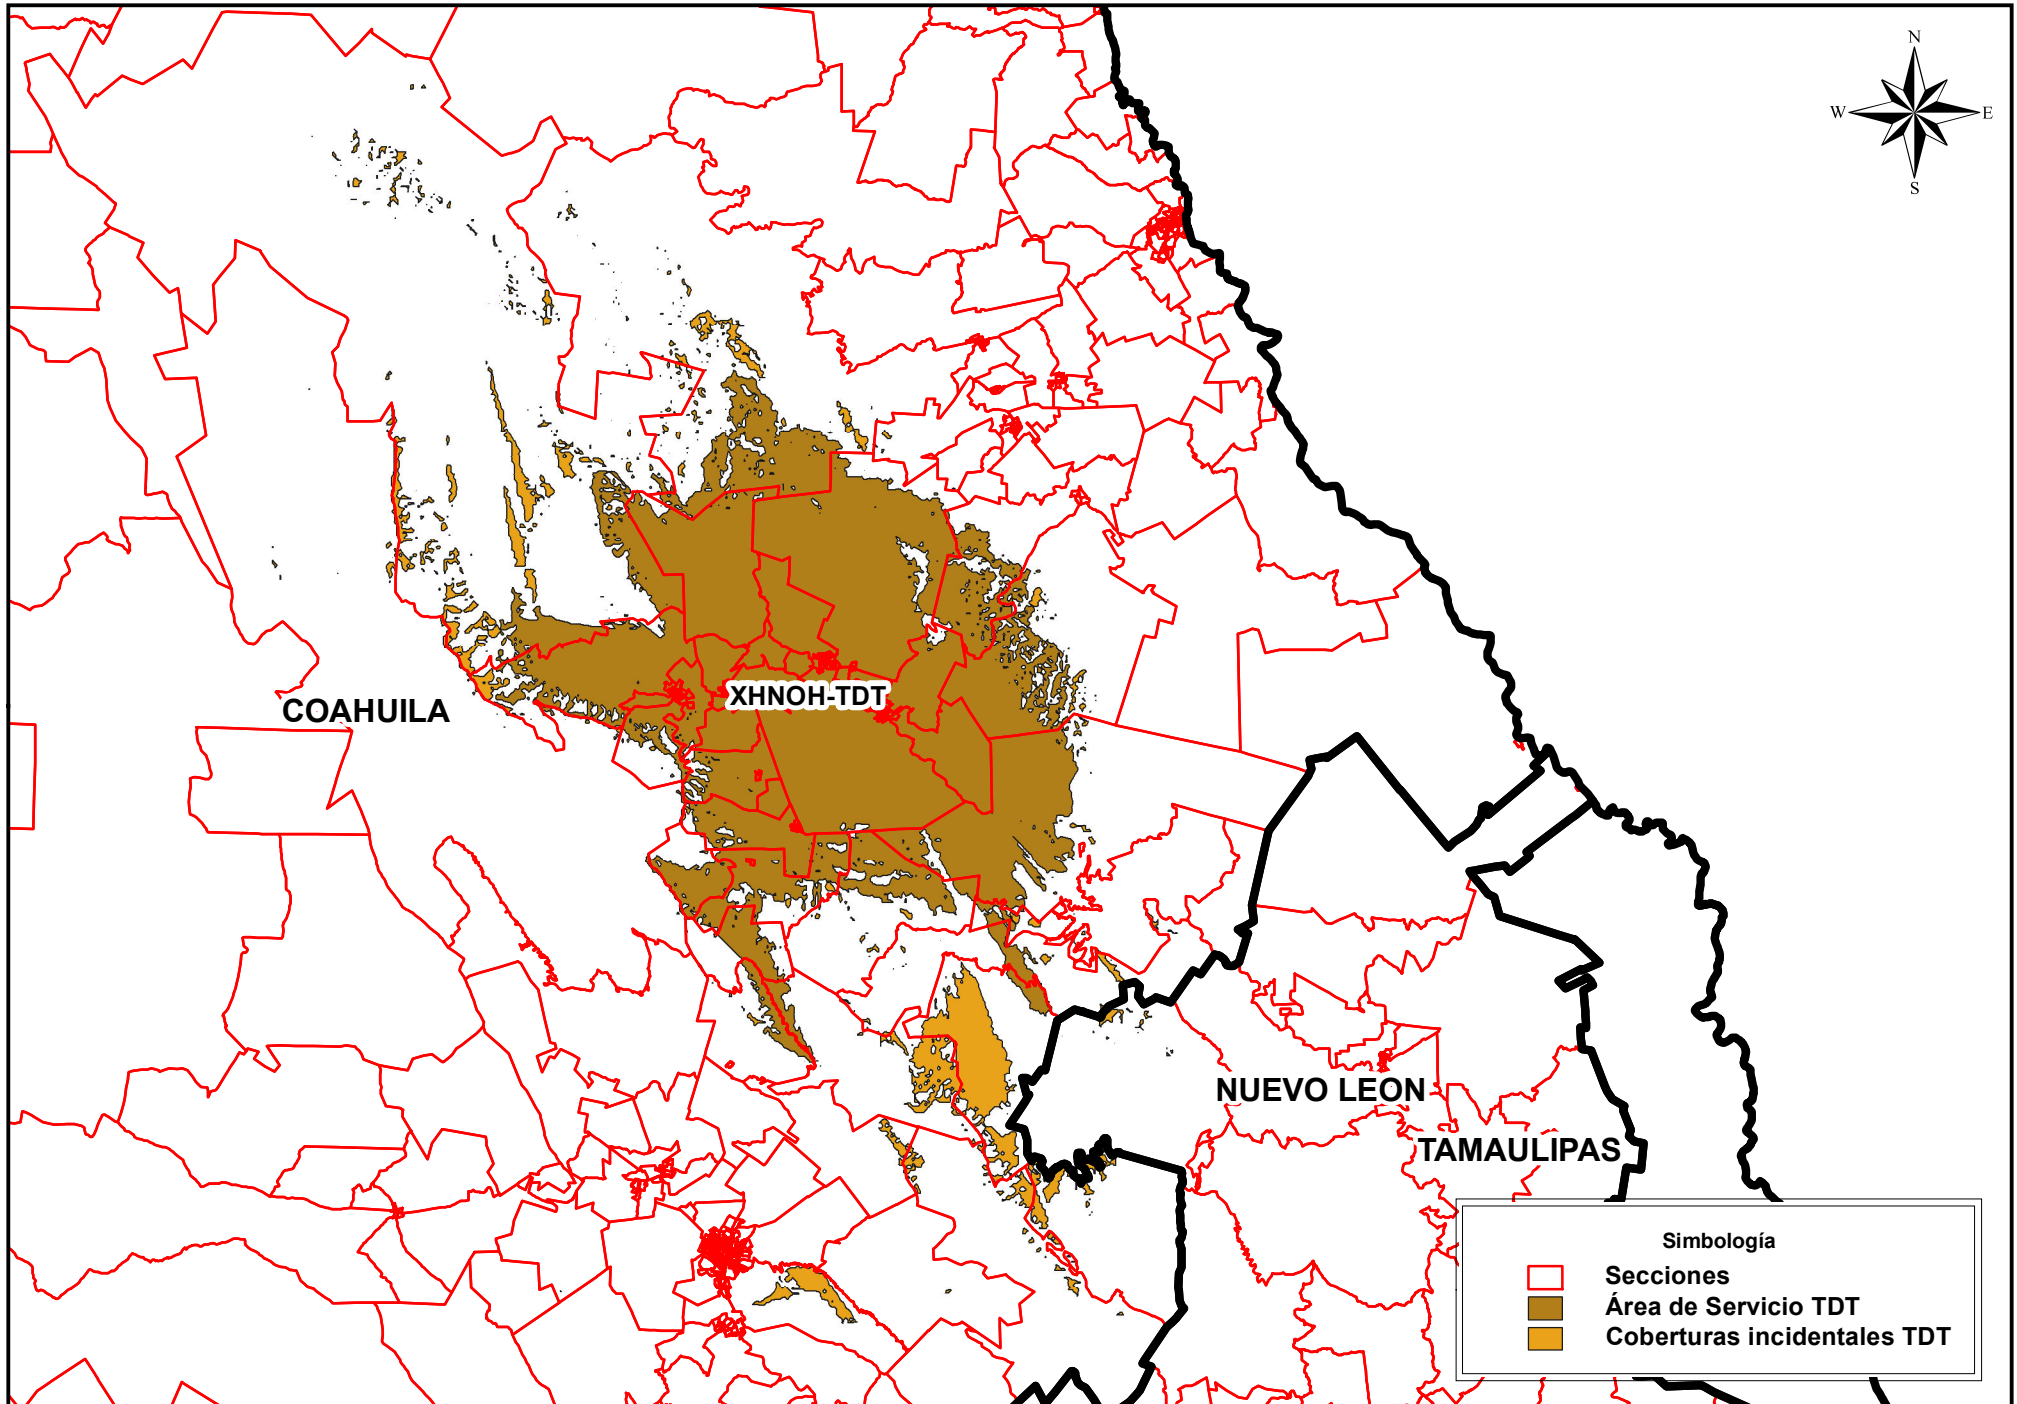 N
W E
S
COAHUILA
XHNOH-TDT
NUEVO LEON
TAMAULIPAS
Simbología
Secciones
Área de Servicio TDT
Coberturas incidentales TDT